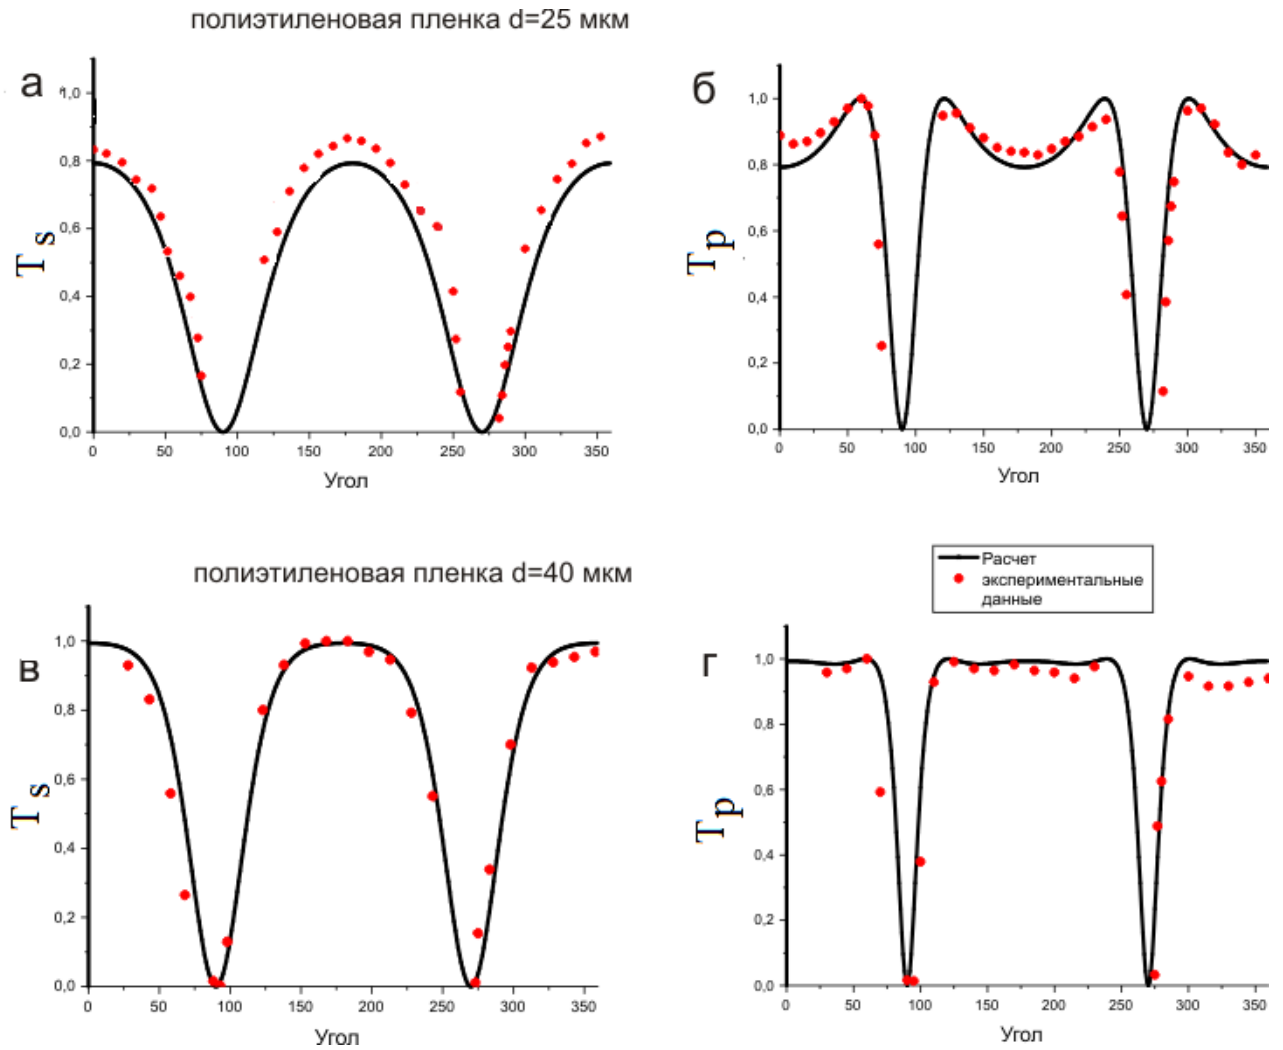 полиэтиленовая пленка d=25 мкм
а
1,0
0,8
0,6
0,4
0,2
0,0
T s
0 50 100 150 200 250 300 350
Угол
б
1,0
0,8
0,6
0,4
0,2
0,0
T p
0 50 100 150 200 250 300 350
Угол
полиэтиленовая пленка d=40 мкм
в
1,0
0,8
0,6
0,4
0,2
0,0
T s
0 50 100 150 200 250 300 350
Угол
Расчет
экспериментальные
данные
г
1,0
0,8
0,6
0,4
0,2
0,0
T p
0 50 100 150 200 250 300 350
Угол